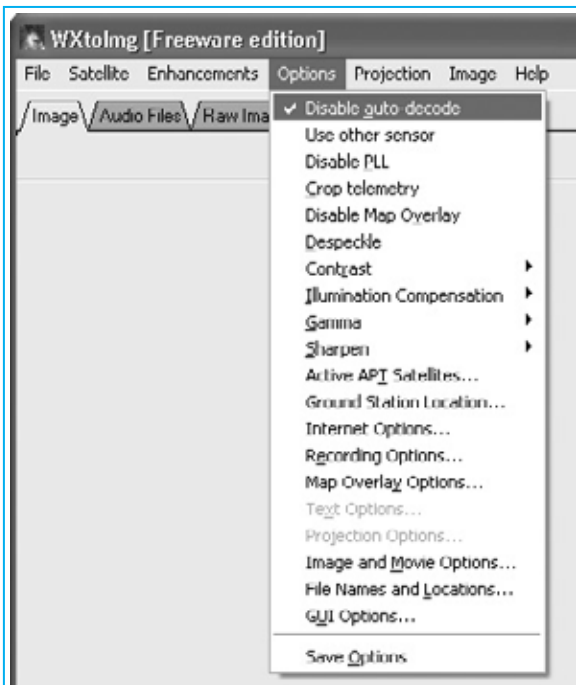 WXtoImg [Freeware edition]
File Satellite Enhancements Options Projection Image Help
Image Audio Files Raw Ima
Disable auto-decode
Use other sensor
Disable PLL
Crop telemetry
Disable Map Overlay
Despeckle
Contrast
Illumination Compensation
Gamma
Sharpen
Active APT Satellites...
Ground Station Location...
Internet Options...
Recording Options...
Map Overlay Options...
Text Options...
Projection Options...
Image and Movie Options...
File Names and Locations...
GUI Options...
Save Options